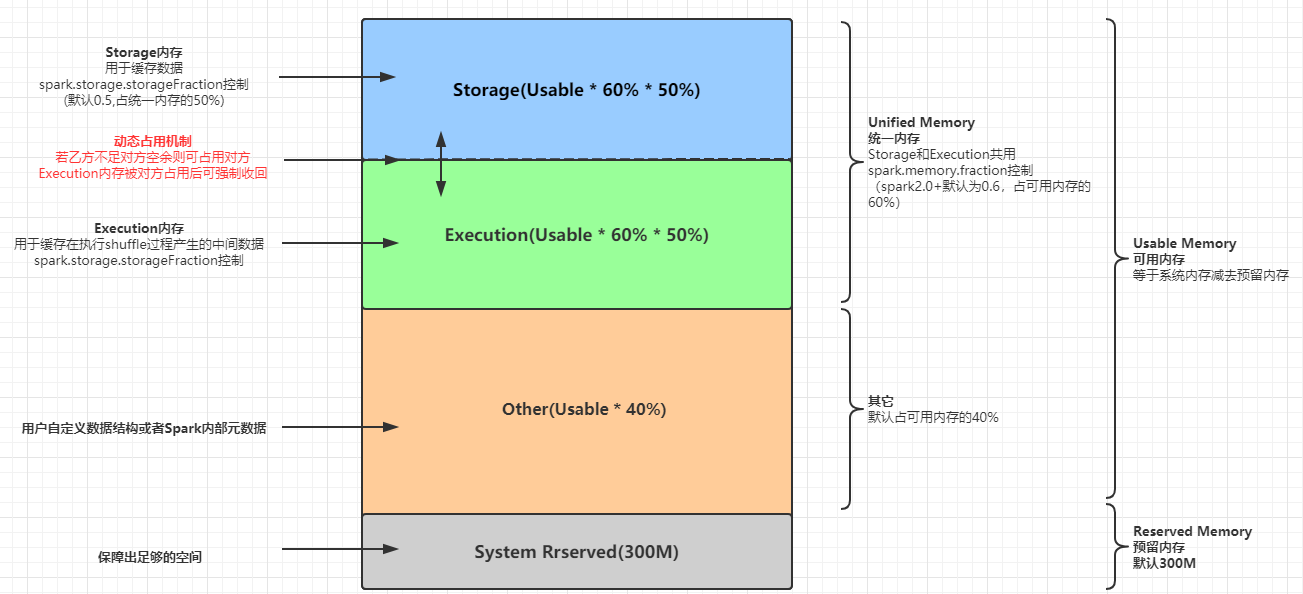 Storage内存
用于缓存数据
spark.storage.storageFraction控制
(默认0.5,占统一内存的50%)
动态占用机制
若乙方不足对方空余则可占用对方
Execution内存被对方占用后可强制收回
Execution内存
用于缓存在执行shuffle过程产生的中间数据
spark.storage.storageFraction控制
用户自定义数据结构或者Spark内部元数据
保障出足够的空间
Storage(Usable * 60% * 50%)
Execution(Usable * 60% * 50%)
Other(Usable * 40%)
System Rrserved(300M)
Unified Memory
统一内存
Storage和Execution共用
spark.memory.fraction控制
（spark2.0+默认为0.6，占可用内存的
60%）
其它
默认占可用内存的40%
Usable Memory
可用内存
等于系统内存减去预留内存
Reserved Memory
预留内存
默认300M